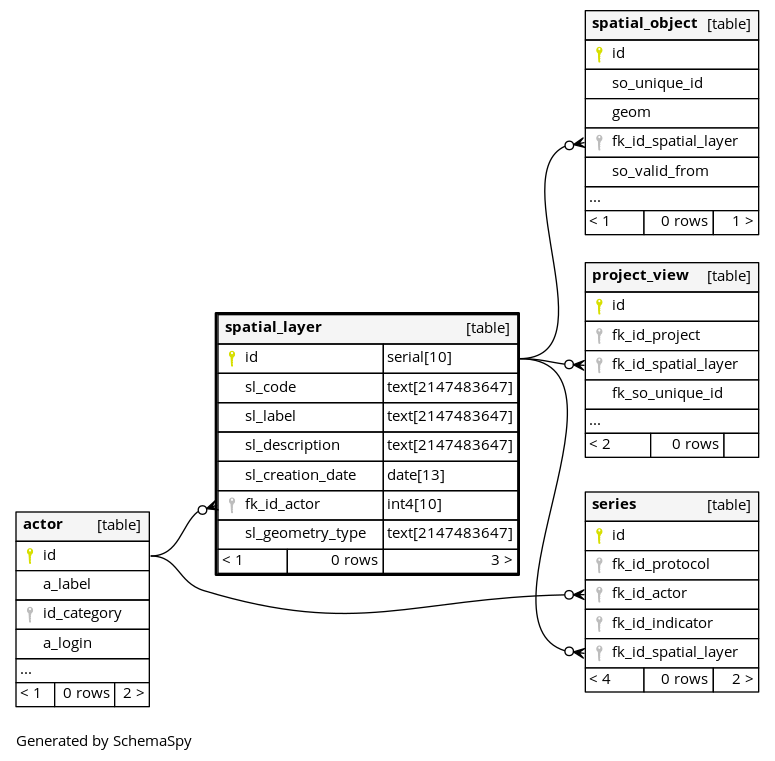 spatial_object [table]
id
so_unique_id
geom
fk_id_spatial_layer
so_valid_from
...
< 1 0 rows 1 >
project_view [table]
id
fk_id_project
fk_id_spatial_layer
fk_so_unique_id
...
< 2 0 rows
spatial_layer [table]
id serial[10]
sl_code text[2147483647]
sl_label text[2147483647]
sl_description text[2147483647]
sl_creation_date date[13]
fk_id_actor int4[10]
sl_geometry_type text[2147483647]
< 1 0 rows 3 >
series [table]
id
fk_id_protocol
fk_id_actor
fk_id_indicator
fk_id_spatial_layer
< 4 0 rows 2 >
actor [table]
id
a_label
id_category
a_login
...
< 1 0 rows 2 >
Generated by SchemaSpy